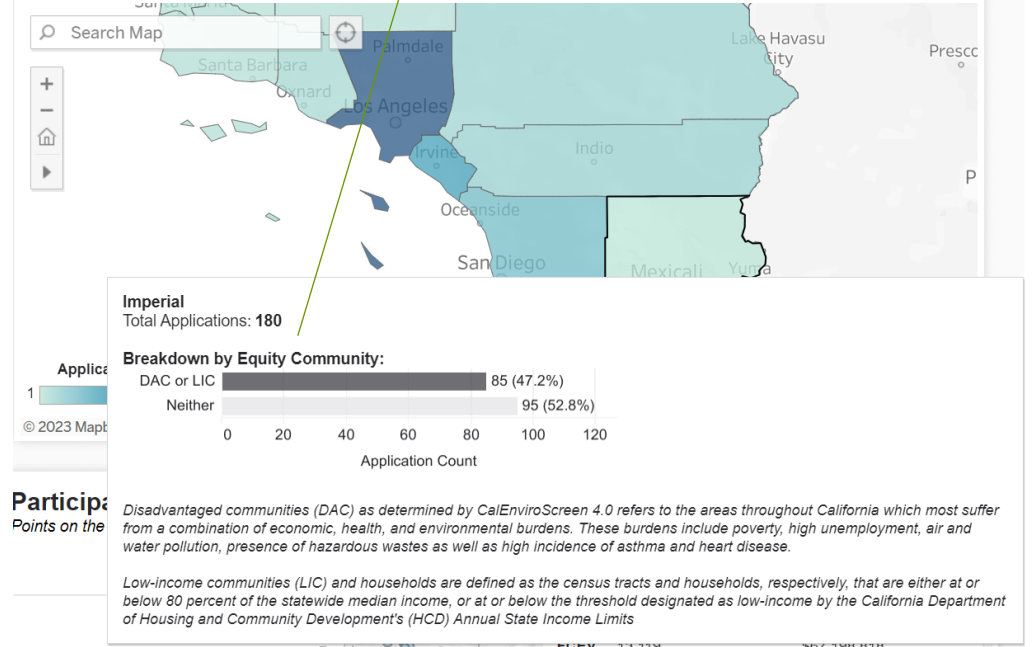 Search Map
Palmdale
Lake Havasu
City
Presco
Santa Barbara
Oxnard
Los Angeles
Irvine
Indio
P
Oceanside
San Diego
Mexicali
Yuma
Imperial
Total Applications: 180
Breakdown by Equity Community:
DAC or LIC 85 (47.2%)
Neither 95 (52.8%)
0 20 40 60 80 100 120
Application Count
Applica
1
© 2023 Mapb
Participa
Points on the
Disadvantaged communities (DAC) as determined by CalEnviroScreen 4.0 refers to the areas throughout California which most suffer
from a combination of economic, health, and environmental burdens. These burdens include poverty, high unemployment, air and
water pollution, presence of hazardous wastes as well as high incidence of asthma and heart disease.
Low-income communities (LIC) and households are defined as the census tracts and households, respectively, that are either at or
below 80 percent of the statewide median income, or at or below the threshold designated as low-income by the California Department
of Housing and Community Development's (HCD) Annual State Income Limits